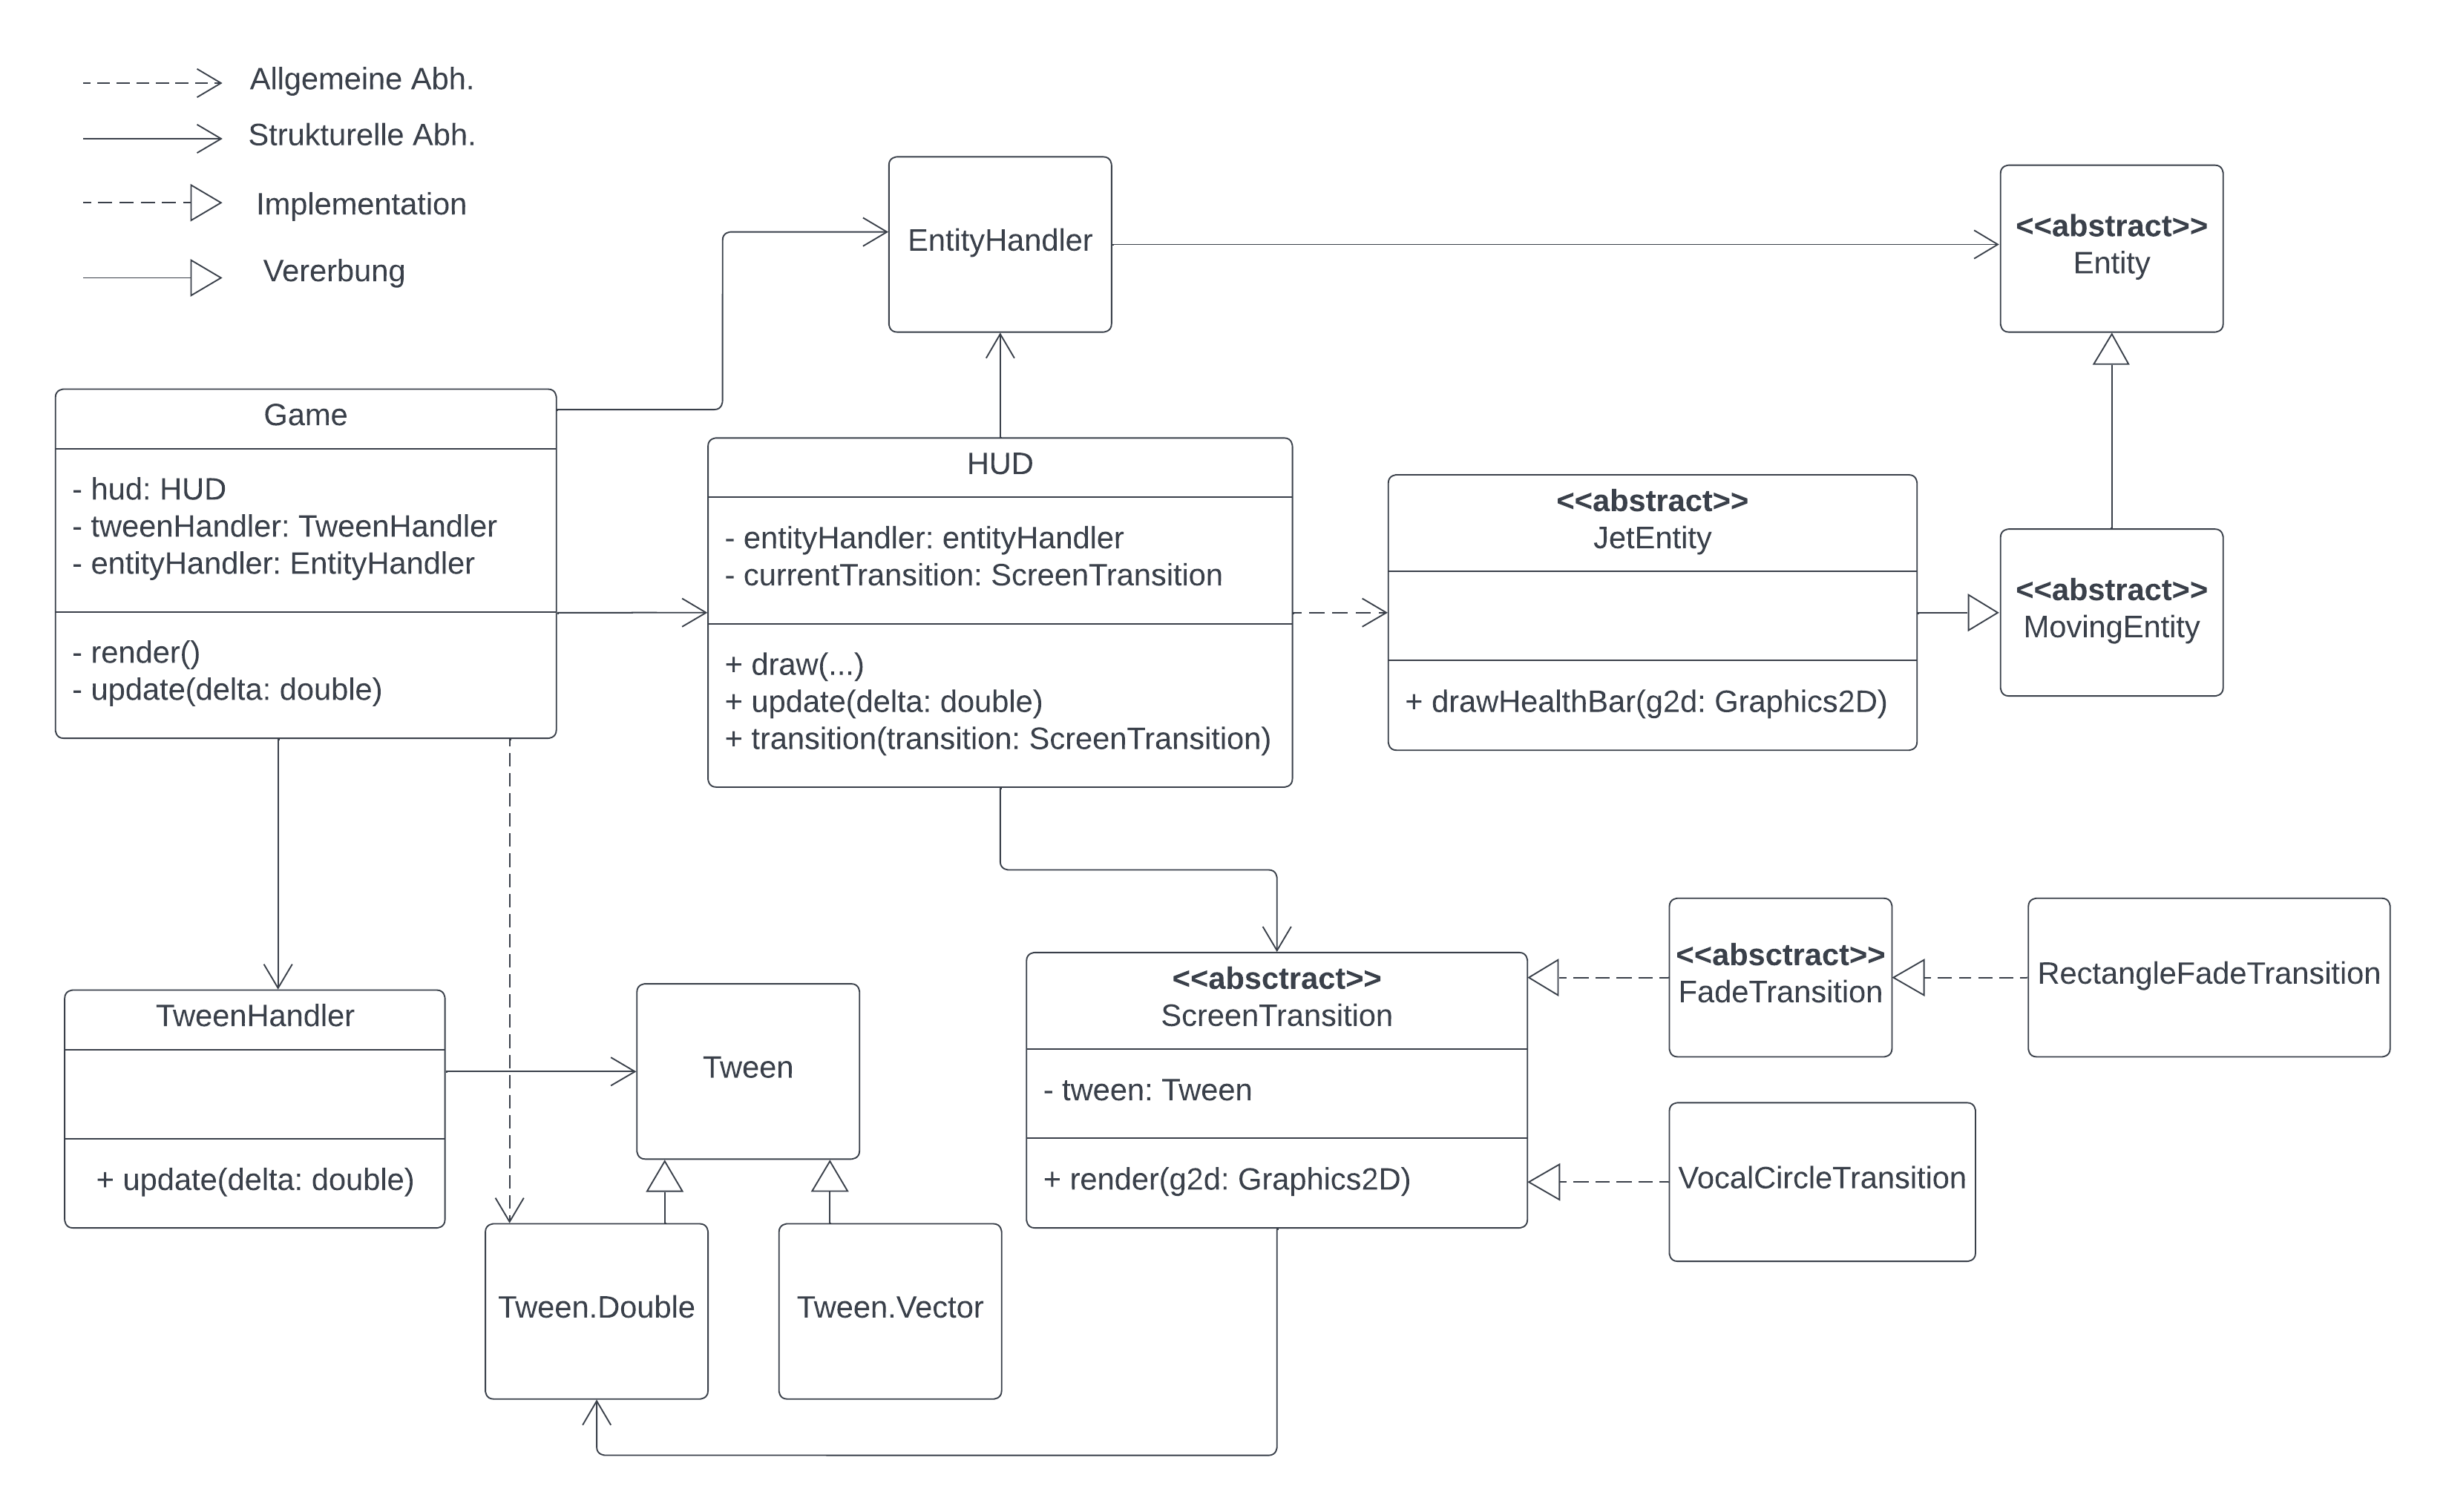 Allgemeine Abh.
Strukturelle Abh.
Implementation
Vererbung
EntityHandler
<<abstract>>
Entity
Game
- hud: HUD
- tweenHandler: TweenHandler
- entityHandler: EntityHandler
- render()
- update(delta: double)
HUD
- entityHandler: entityHandler
- currentTransition: ScreenTransition
+ draw(...)
+ update(delta: double)
+ transition(transition: ScreenTransition)
<<abstract>>
JetEntity
+ drawHealthBar(g2d: Graphics2D)
<<abstract>>
MovingEntity
TweenHandler
+ update(delta: double)
Tween
Tween.Double
Tween.Vector
<<absctract>>
ScreenTransition
- tween: Tween
+ render(g2d: Graphics2D)
<<absctract>>
FadeTransition
RectangleFadeTransition
VocalCircleTransition